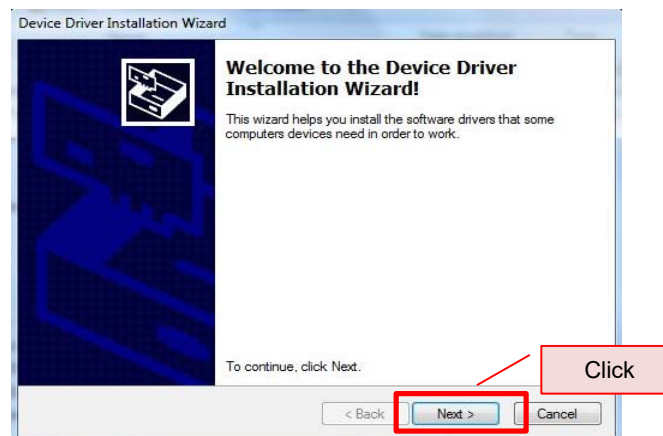 Device Driver Installation Wizard
Welcome to the Device Driver
Installation Wizard!
This wizard helps you install the software drivers that some
computers devices need in order to work.
To continue, click Next.
Click
< Back
Next >
Cancel